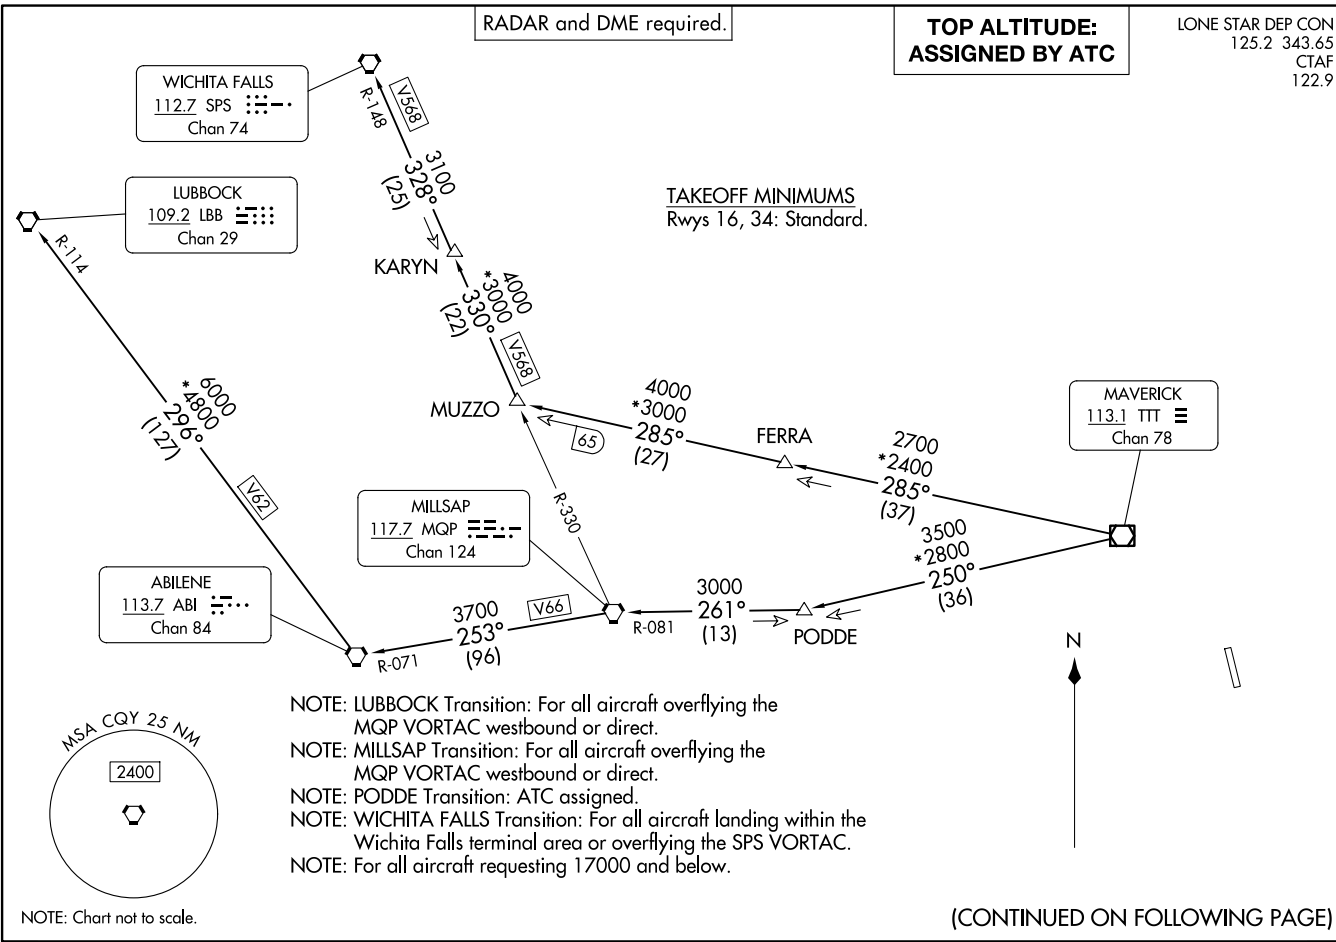 RADAR and DME required.
TOP ALTITUDE:
ASSIGNED BY ATC
LONE STAR DEP CON
125.2 343.65
CTAF
122.9
WICHITA FALLS
112.7 SPS
Chan 74
R-148
V568
3100
328°
(25)
LUBBOCK
109.2 LBB
Chan 29
R-114
TAKEOFF MINIMUMS
Rwys 16, 34: Standard.
KARYN
4000
*3000
330°
(22)
V568
6000
*4800
296°
(127)
V62
MUZZO
65
4000
*3000
285°
(27)
FERRA
2700
*2400
285°
(37)
MAVERICK
113.1 TTT
Chan 78
R-330
MILLSAP
117.7 MQP
Chan 124
3500
*2800
250°
(36)
ABILENE
113.7 ABI
Chan 84
R-071
3700
253°
(96)
V66
R-081
3000
261°
(13)
PODDE
N
NOTE: LUBBOCK Transition: For all aircraft overflying the
MQP VORTAC westbound or direct.
NOTE: MILLSAP Transition: For all aircraft overflying the
MQP VORTAC westbound or direct.
NOTE: PODDE Transition: ATC assigned.
NOTE: WICHITA FALLS Transition: For all aircraft landing within the
Wichita Falls terminal area or overflying the SPS VORTAC.
NOTE: For all aircraft requesting 17000 and below.
MSA CQY 25 NM
2400
NOTE: Chart not to scale.
(CONTINUED ON FOLLOWING PAGE)